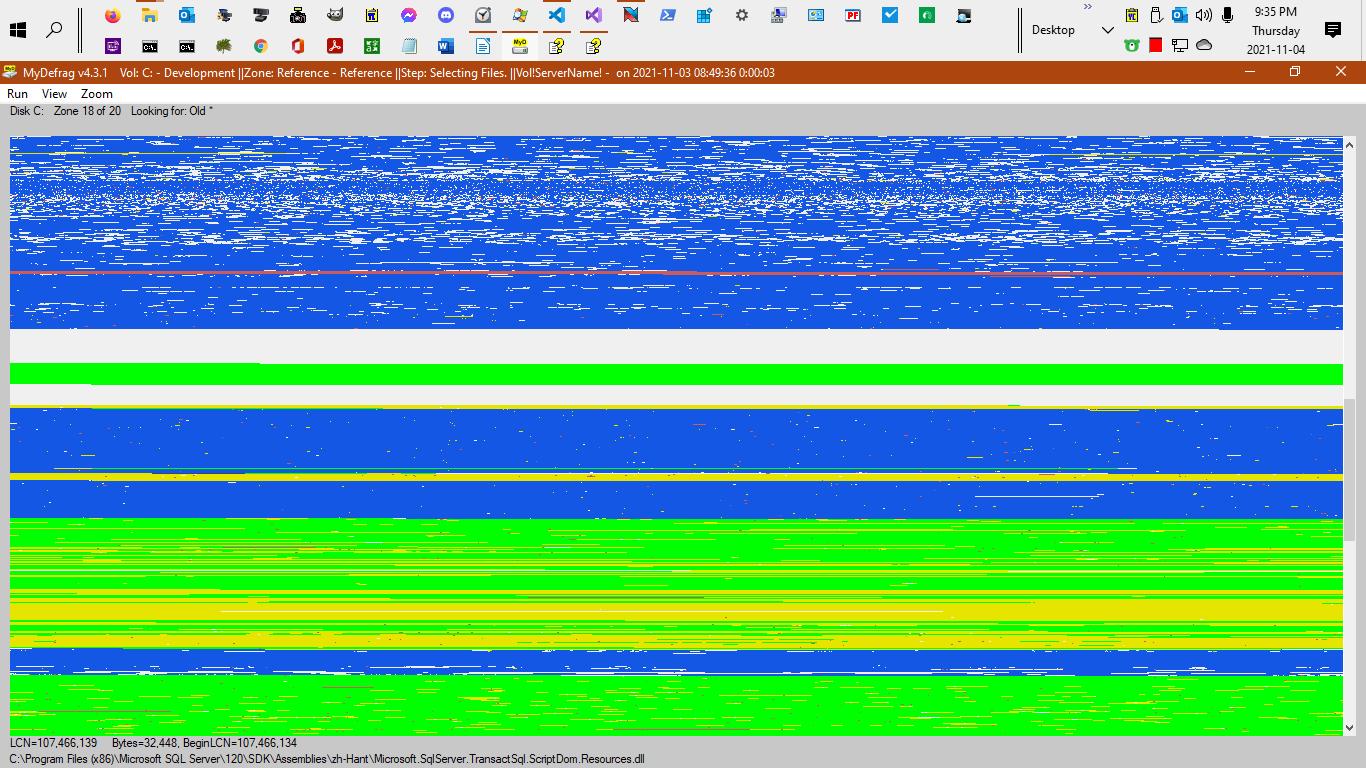 9:35 PM
Desktop
Thursday
2021-11-04
MyDefrag v4.3.1 Vol: C: - Development ||Zone: Reference - Reference ||Step: Selecting Files. ||Vol!ServerName! - on 2021-11-03 08:49:36 0:00:03
Run View Zoom
Disk C: Zone 18 of 20 Looking for: Old *
LCN=107,466,139 Bytes=32,448, BeginLCN=107,466,134
C:\Program Files (x86)\Microsoft SQL Server\120\SDK\Assemblies\zh-Hant\Microsoft.SqlServer.TransactSql.ScriptDom.Resources.dll